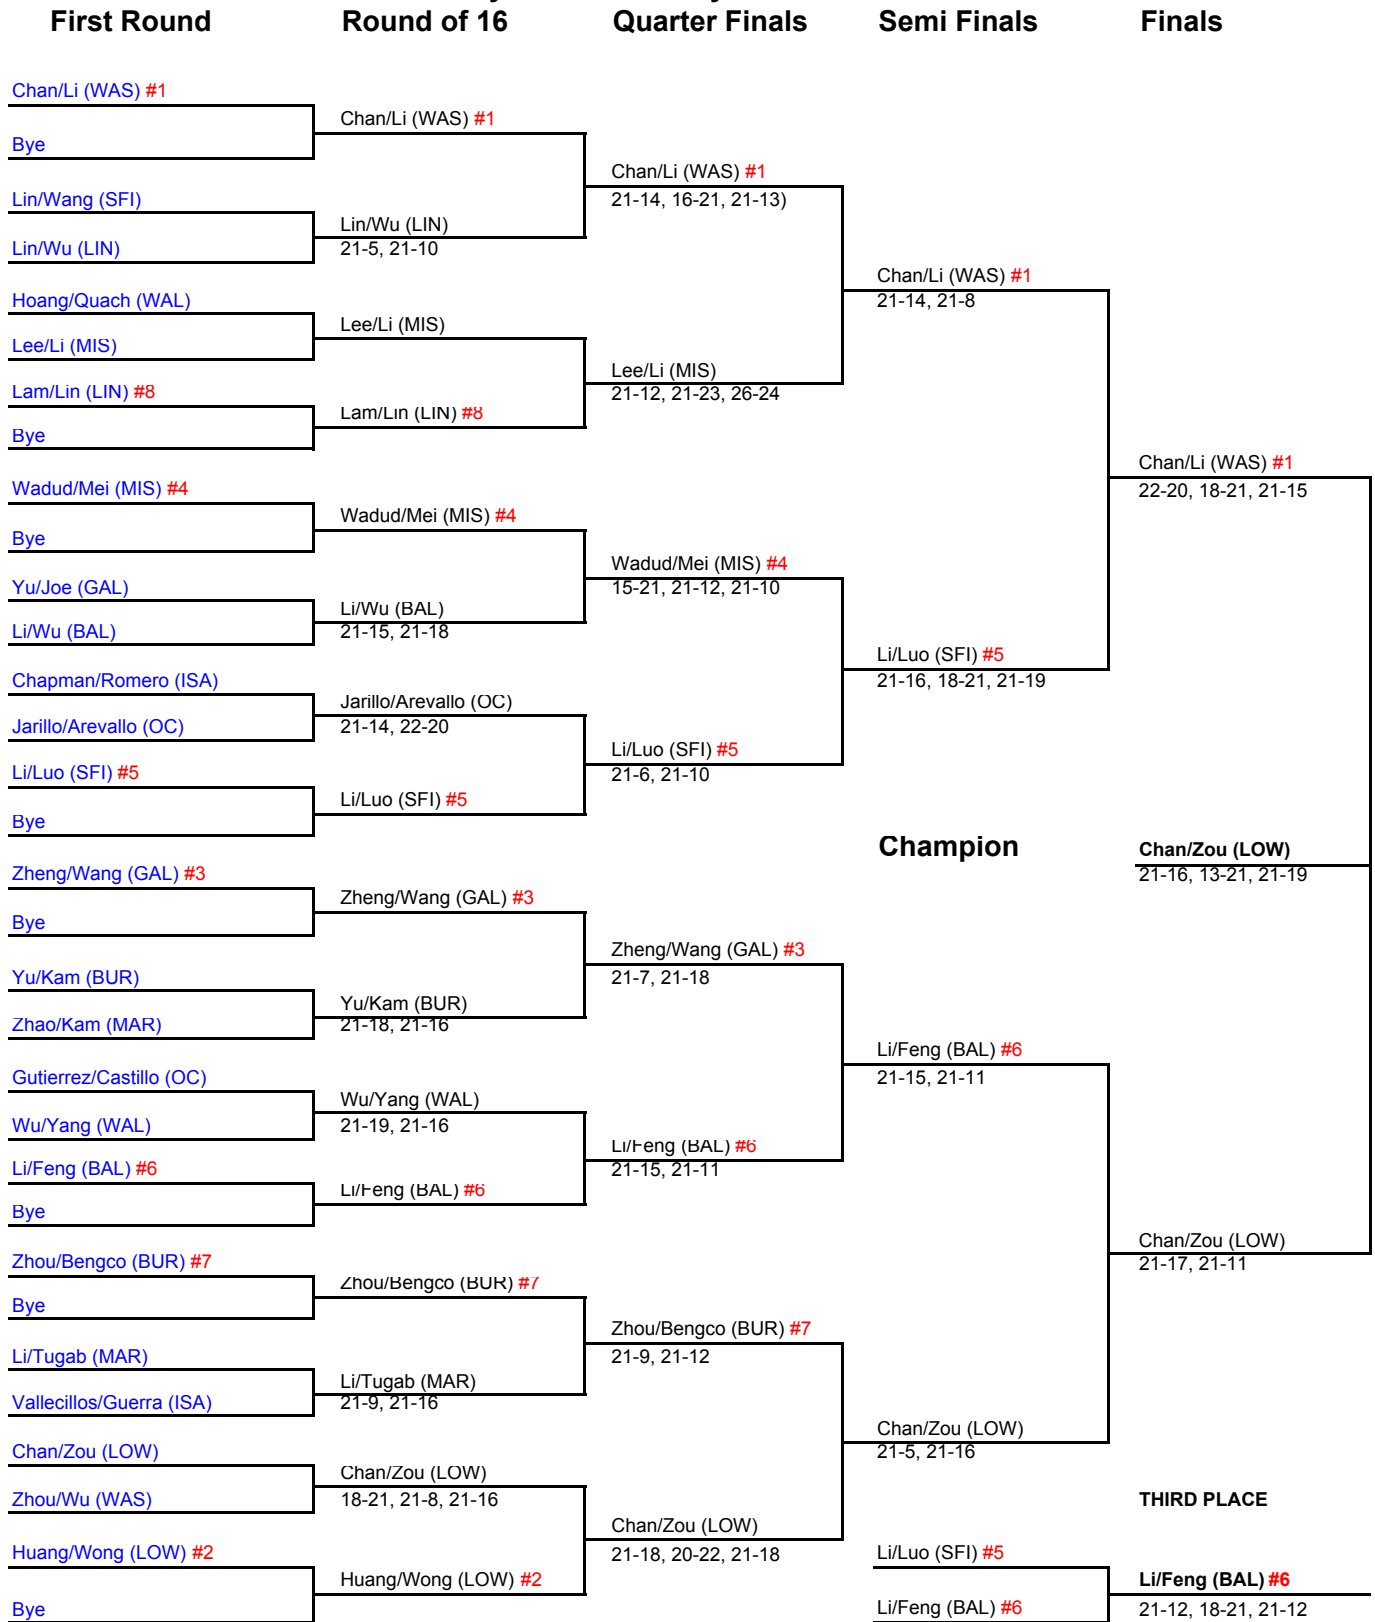 First Round
Round of 16
Quarter Finals
Semi Finals
Finals
Chan/Li (WAS) #1
Bye
Lin/Wang (SFI)
Lin/Wu (LIN)
Hoang/Quach (WAL)
Lee/Li (MIS)
Lam/Lin (LIN) #8
Bye
Wadud/Mei (MIS) #4
Bye
Yu/Joe (GAL)
Li/Wu (BAL)
Chapman/Romero (ISA)
Jarillo/Arevallo (OC)
Li/Luo (SFI) #5
Bye
Zheng/Wang (GAL) #3
Bye
Yu/Kam (BUR)
Zhao/Kam (MAR)
Gutierrez/Castillo (OC)
Wu/Yang (WAL)
Li/Feng (BAL) #6
Bye
Zhou/Bengco (BUR) #7
Bye
Li/Tugab (MAR)
Vallecillos/Guerra (ISA)
Chan/Zou (LOW)
Zhou/Wu (WAS)
Huang/Wong (LOW) #2
Bye
Chan/Li (WAS) #1
Lin/Wu (LIN)
21-5, 21-10
Lee/Li (MIS)
Lam/Lin (LIN) #8
Wadud/Mei (MIS) #4
Li/Wu (BAL)
21-15, 21-18
Jarillo/Arevallo (OC)
21-14, 22-20
Li/Luo (SFI) #5
Zheng/Wang (GAL) #3
Yu/Kam (BUR)
21-18, 21-16
Wu/Yang (WAL)
21-19, 21-16
Li/Feng (BAL) #6
Zhou/Bengco (BUR) #7
Li/Tugab (MAR)
21-9, 21-16
Chan/Zou (LOW)
18-21, 21-8, 21-16
Huang/Wong (LOW) #2
Chan/Li (WAS) #1
21-14, 16-21, 21-13)
Lee/Li (MIS)
21-12, 21-23, 26-24
Wadud/Mei (MIS) #4
15-21, 21-12, 21-10
Li/Luo (SFI) #5
21-6, 21-10
Zheng/Wang (GAL) #3
21-7, 21-18
Li/Feng (BAL) #6
21-15, 21-11
Zhou/Bengco (BUR) #7
21-9, 21-12
Chan/Zou (LOW)
21-18, 20-22, 21-18
Chan/Li (WAS) #1
21-14, 21-8
Li/Luo (SFI) #5
21-16, 18-21, 21-19
Champion
Li/Feng (BAL) #6
21-15, 21-11
Chan/Zou (LOW)
21-5, 21-16
Li/Luo (SFI) #5
Li/Feng (BAL) #6
Chan/Li (WAS) #1
22-20, 18-21, 21-15
Chan/Zou (LOW)
21-16, 13-21, 21-19
Chan/Zou (LOW)
21-17, 21-11
THIRD PLACE
Li/Feng (BAL) #6
21-12, 18-21, 21-12